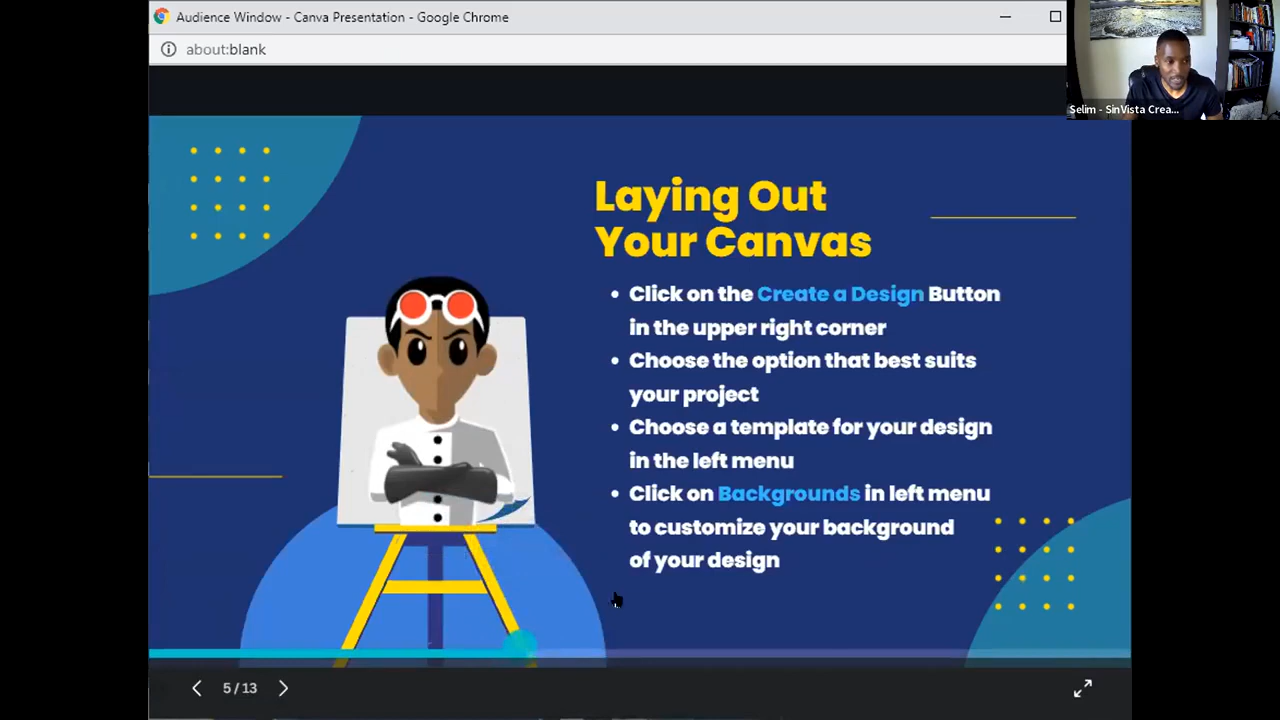 Audience Window - Canva Presentation - Google Chrome
about:blank
Selim - SinVista Crea...
Laying Out
Your Canvas
• Click on the Create a Design Button
in the upper right corner
• Choose the option that best suits
your project
• Choose a template for your design
in the left menu
• Click on Backgrounds in left menu
to customize your background
of your design
5 / 13